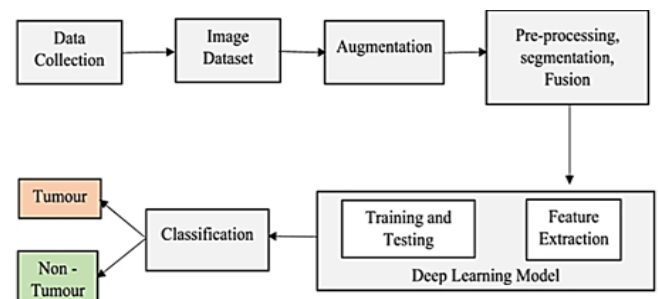 Data
Collection
Image
Dataset
Augmentation
Pre-processing,
segmentation,
Fusion
Tumour
Non -
Tumour
Classification
Training and
Testing
Feature
Extraction
Deep Learning Model